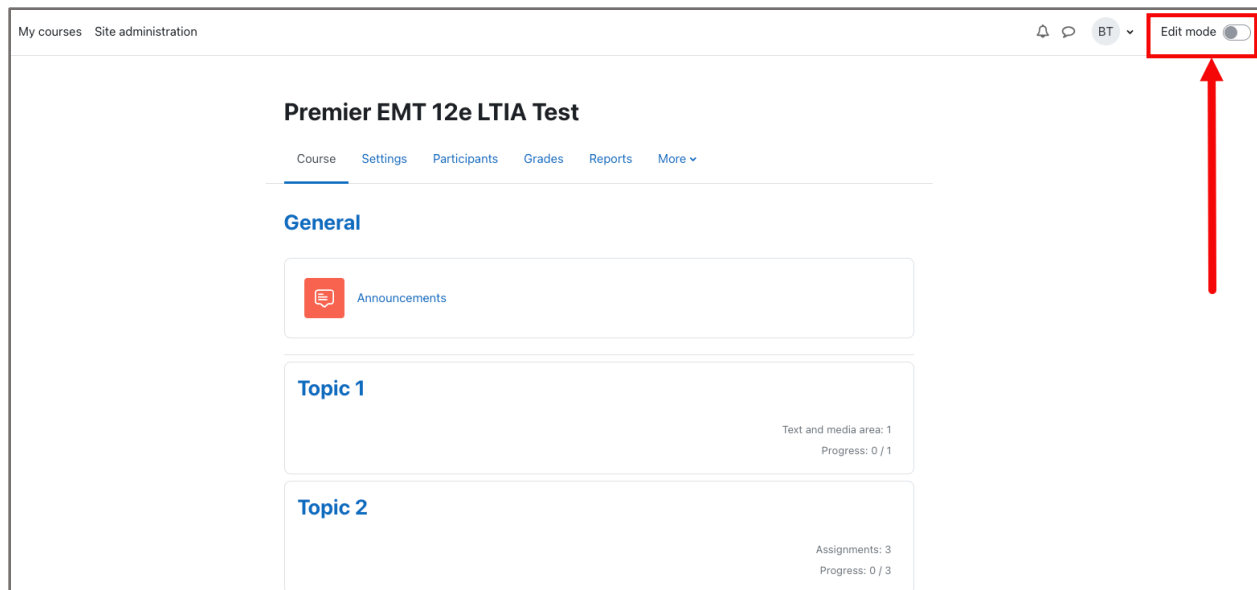 My courses Site administration BT Edit mode
Premier EMT 12e LTIA Test
Course Settings Participants Grades Reports More
General
Announcements
Topic 1
Text and media area: 1
Progress: 0 / 1
Topic 2
Assignments: 3
Progress: 0 / 3